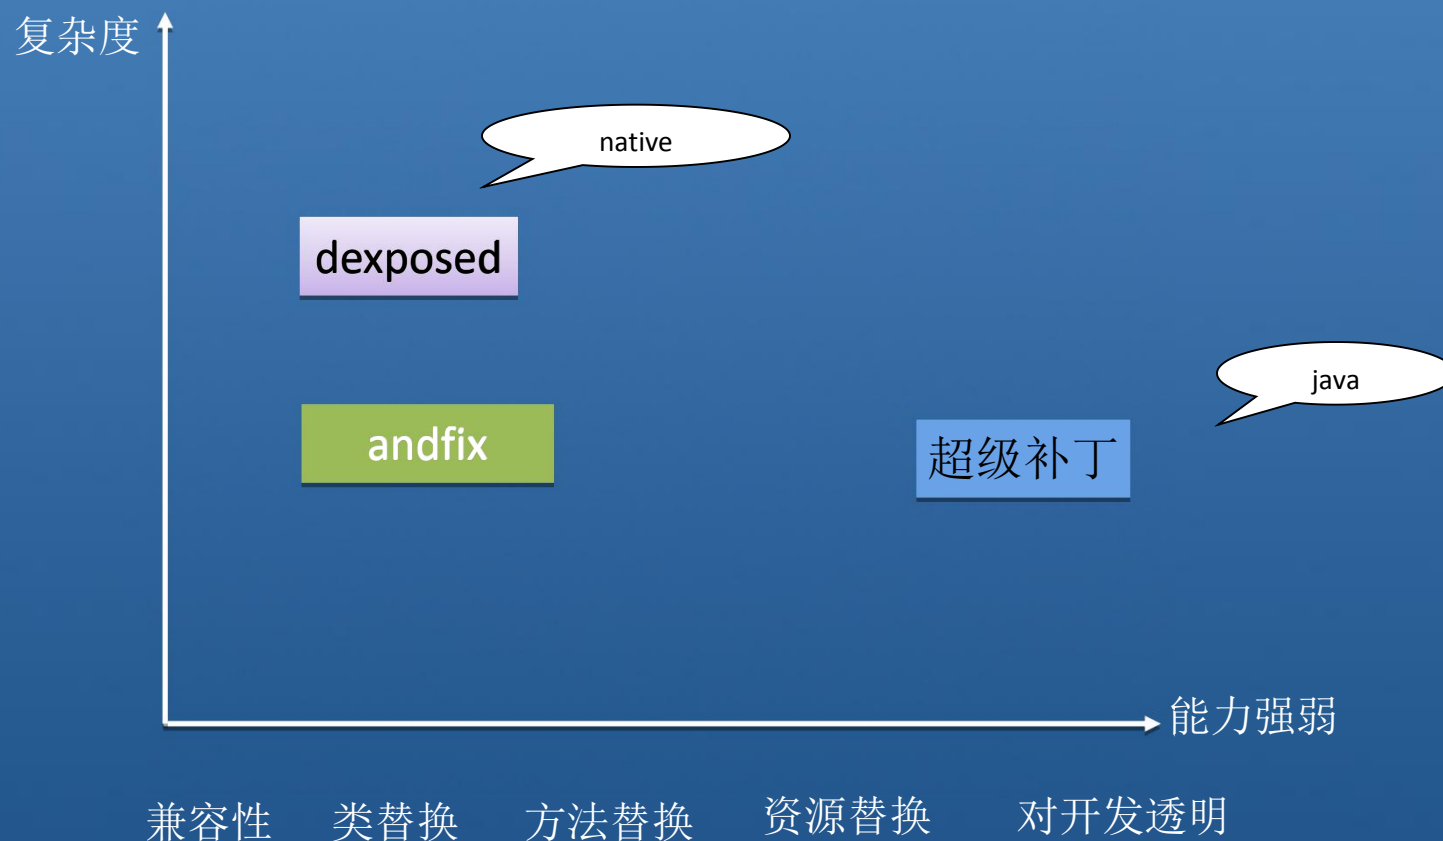 复杂度
native
dexposed
java
andfix
超级补丁
能力强弱
兼容性 类替换 方法替换 资源替换 对开发透明